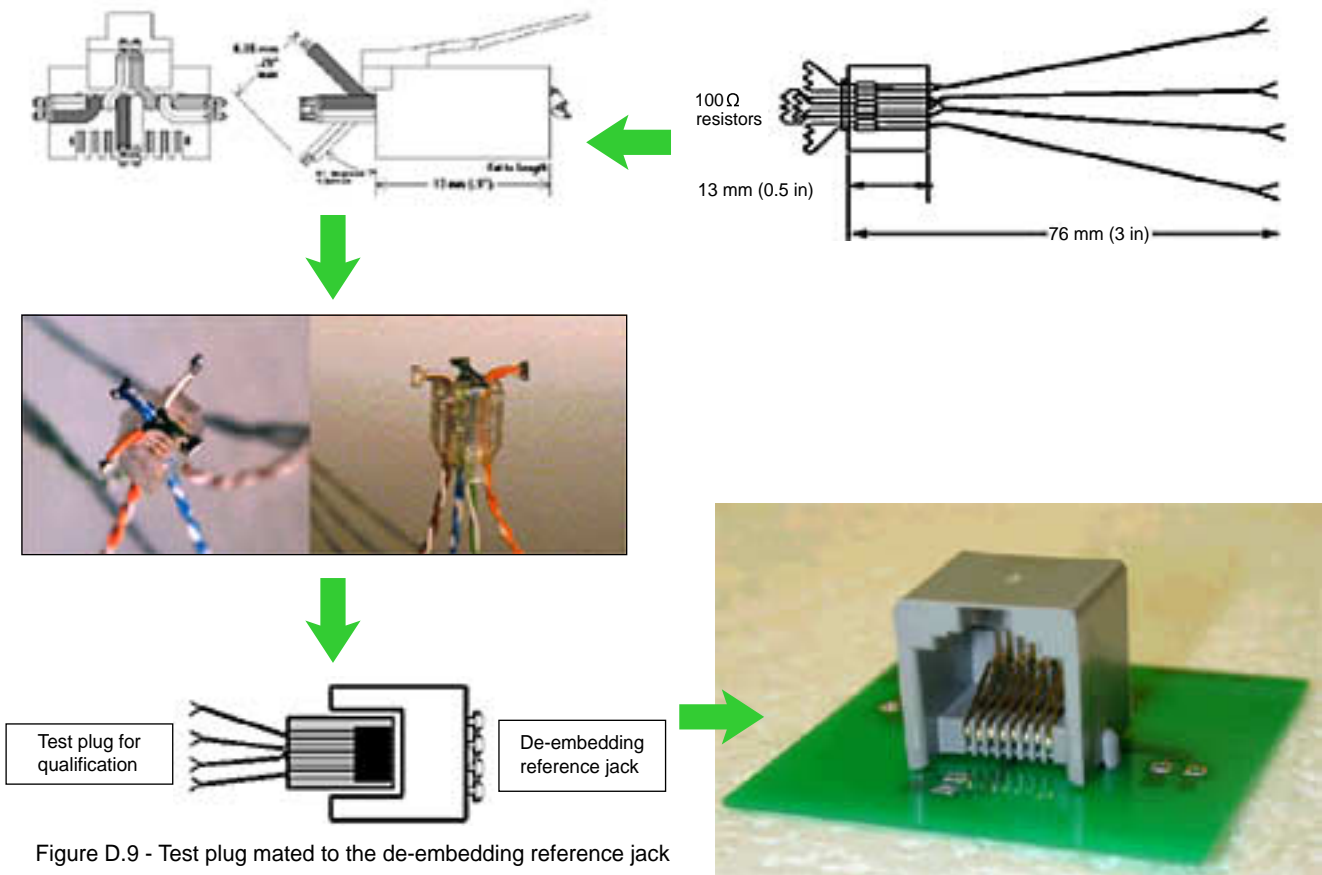 100Ω
resistors
13 mm (0.5 in)
76 mm (3 in)
Test plug for
qualification
De-embedding
reference jack
Figure D.9 - Test plug mated to the de-embedding reference jack